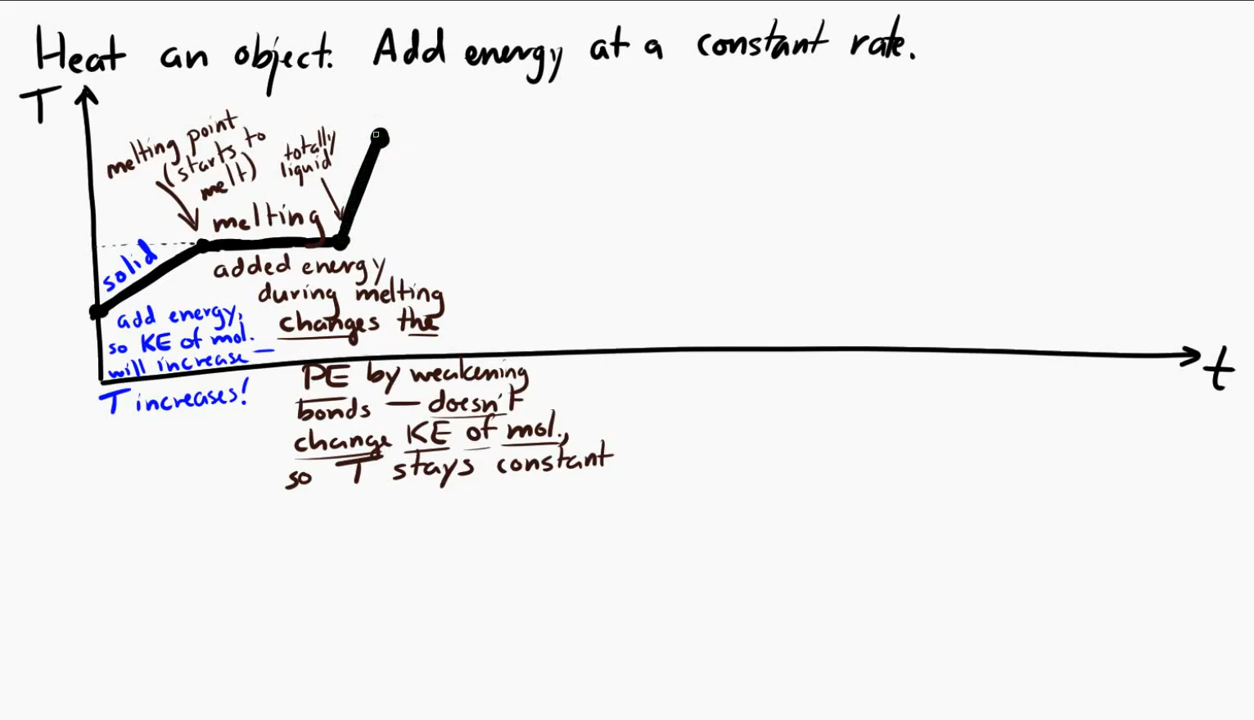 Heat an object. Add energy at a constant rate.
T
melting point
(starts to
melt)
totally
liquid
melting
solid
added energy
during melting
changes the
PE by weakening
bonds — doesn't
change KE of mol.,
so T stays constant
add energy,
so KE of mol.
will increase —
T increases!
t